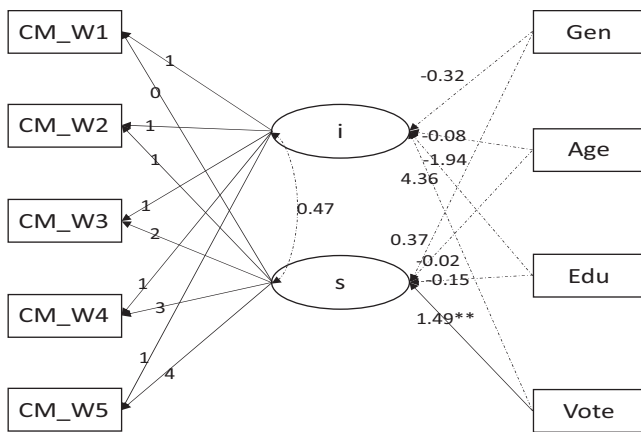 CM_W1
Gen
1
-0.32
0
CM_W2
1
i
-0.08
Age
1
-1.94
4.36
CM_W3
1
0.47
2
0.37
-0.02
s
-0.15
Edu
1
CM_W4
3
1.49**
1
4
CM_W5
Vote